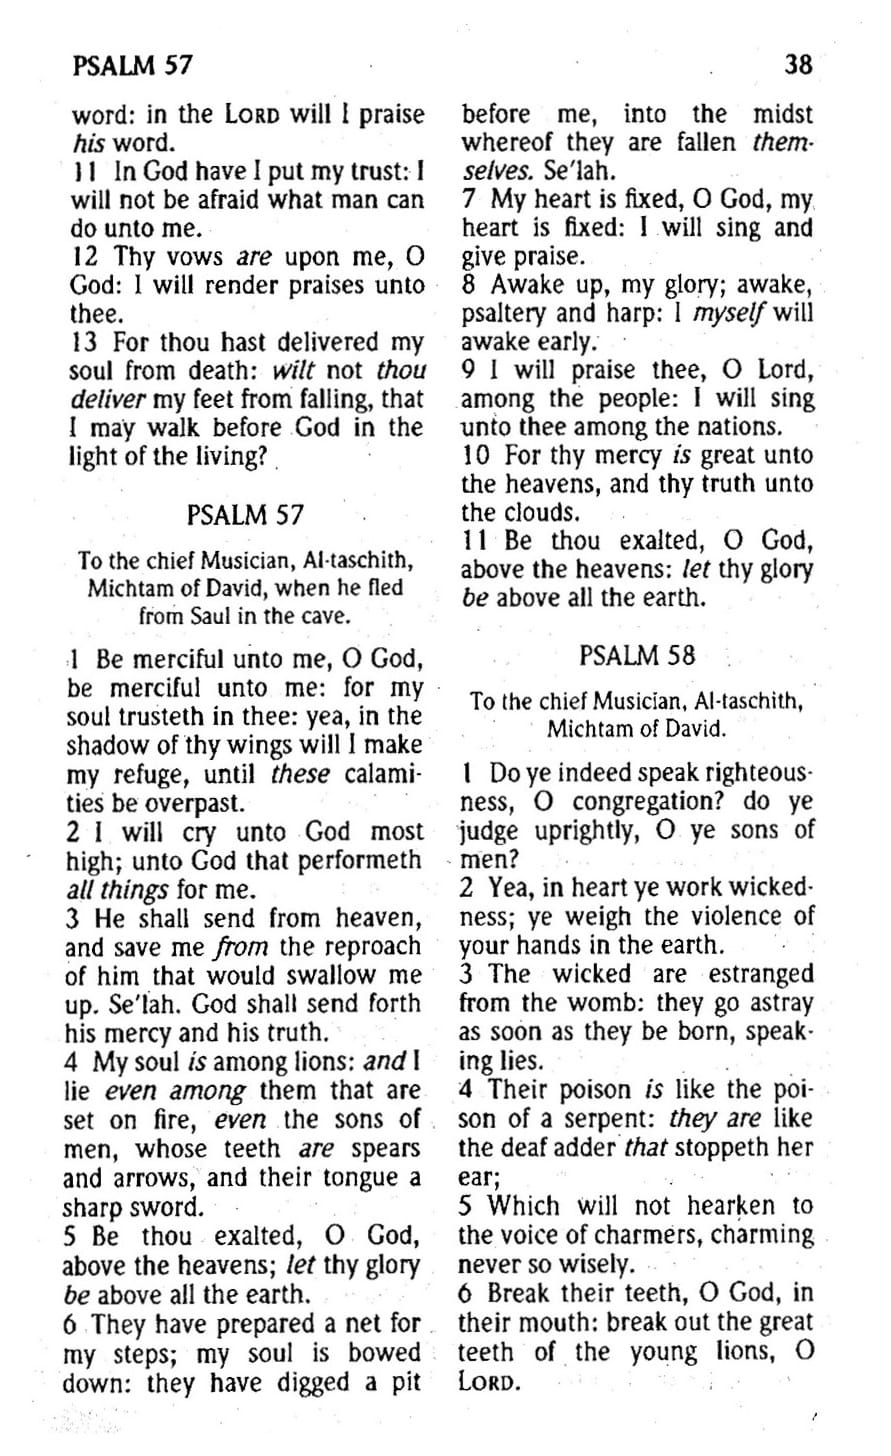 PSALM 57
38
word: in the LORD will I praise
his word.
11 In God have I put my trust: I
will not be afraid what man can
do unto me.
12 Thy vows are upon me, O
God: I will render praises unto
thee.
13 For thou hast delivered my
soul from death: wilt not thou
deliver my feet from falling, that
I may walk before God in the
light of the living?
PSALM 57
To the chief Musician, Al-taschith,
Michtam of David, when he fled
from Saul in the cave.
1 Be merciful unto me, O God,
be merciful unto me: for my
soul trusteth in thee: yea, in the
shadow of thy wings will I make
my refuge, until these calami-
ties be overpast.
2 I will cry unto God most
high; unto God that performeth
all things for me.
3 He shall send from heaven,
and save me from the reproach
of him that would swallow me
up. Se'lah. God shall send forth
his mercy and his truth.
4 My soul is among lions: and I
lie even among them that are
set on fire, even the sons of
men, whose teeth are spears
and arrows, and their tongue a
sharp sword.
5 Be thou exalted, O God,
above the heavens; let thy glory
be above all the earth.
6 They have prepared a net for
my steps; my soul is bowed
down: they have digged a pit
before me, into the midst
whereof they are fallen them-
selves. Se'lah.
7 My heart is fixed, O God, my
heart is fixed: I will sing and
give praise.
8 Awake up, my glory; awake,
psaltery and harp: I myself will
awake early.
9 I will praise thee, O Lord,
among the people: I will sing
unto thee among the nations.
10 For thy mercy is great unto
the heavens, and thy truth unto
the clouds.
11 Be thou exalted, O God,
above the heavens: let thy glory
be above all the earth.
PSALM 58
To the chief Musician, Al-taschith,
Michtam of David.
1 Do ye indeed speak righteous-
ness, O congregation? do ye
judge uprightly, O ye sons of
men?
2 Yea, in heart ye work wicked-
ness; ye weigh the violence of
your hands in the earth.
3 The wicked are estranged
from the womb: they go astray
as soon as they be born, speak-
ing lies.
4 Their poison is like the poi-
son of a serpent: they are like
the deaf adder that stoppeth her
ear;
5 Which will not hearken to
the voice of charmers, charming
never so wisely.
6 Break their teeth, O God, in
their mouth: break out the great
teeth of the young lions, O
LORD.